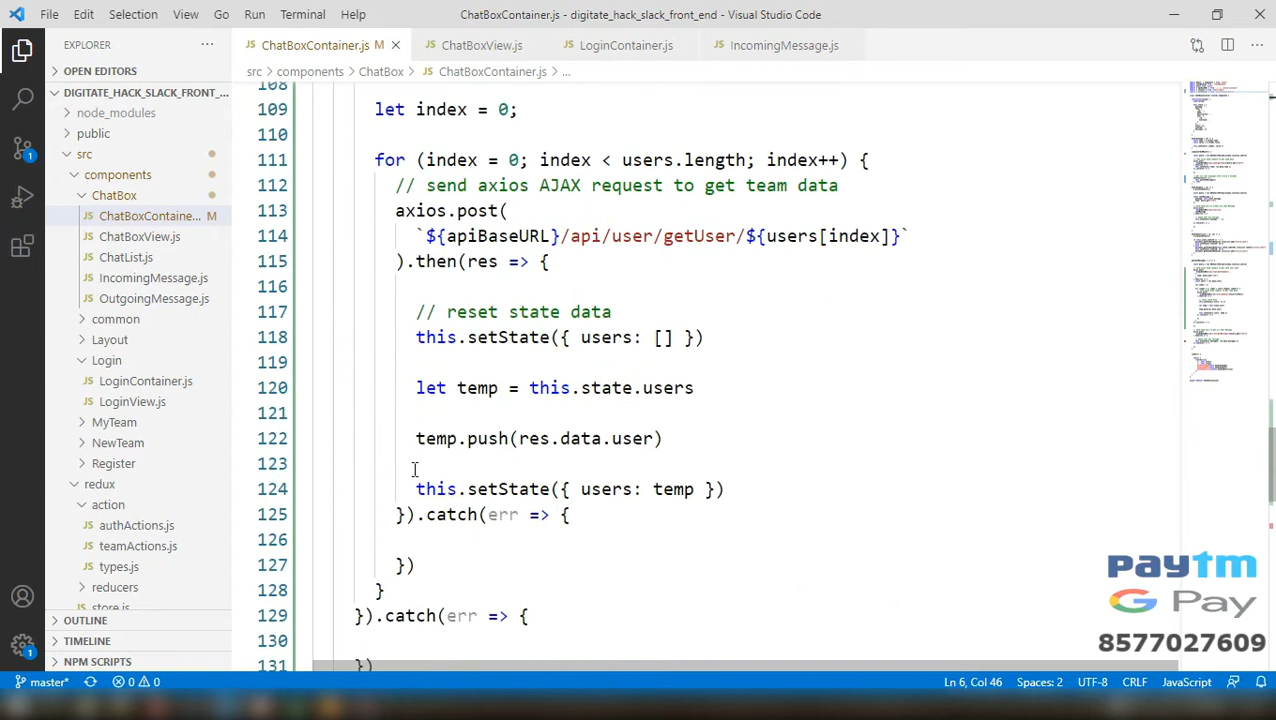 File Edit Selection View Go Run Terminal Help
ChatBoxContainer.js - digitate_hack_slack_front_end - Visual Studio Code
EXPLORER
OPEN EDITORS
DIGITATE_HACK_SLACK_FRONT_...
node_modules
public
src
components
ChatBox
ChatBoxContaine... M
ChatBoxView.js
ChatList.js
IncomingMessage.js
OutgoingMessage.js
common
Layout
Login
LoginContainer.js
LoginView.js
MyTeam
NewTeam
Register
redux
action
authActions.js
teamActions.js
types.js
reducers
store.js
OUTLINE
TIMELINE
NPM SCRIPTS
ChatBoxContainer.js M
ChatBoxView.js
LoginContainer.js
IncomingMessage.js
src > components > ChatBox > JS ChatBoxContainer.js > ...
108
109 let index = 0;
110
111 for (index = 0; index < users.length; index++) {
112 // send axios AJAX request to get team data
113 axios.post(
114 `${apiBaseURL}/api/user/getUser/${users[index]}`
115 ).then(res => {
116
117 // reset state data
118 this.setState({ users: [] })
119
120 let temp = this.state.users
121
122 temp.push(res.data.user)
123
124 this.setState({ users: temp })
125 }).catch(err => {
126
127 })
128 }
129 }).catch(err => {
130
131 })
paytm
G Pay
8577027609
master* 0 0 Ln 6, Col 46 Spaces: 2 UTF-8 CRLF JavaScript